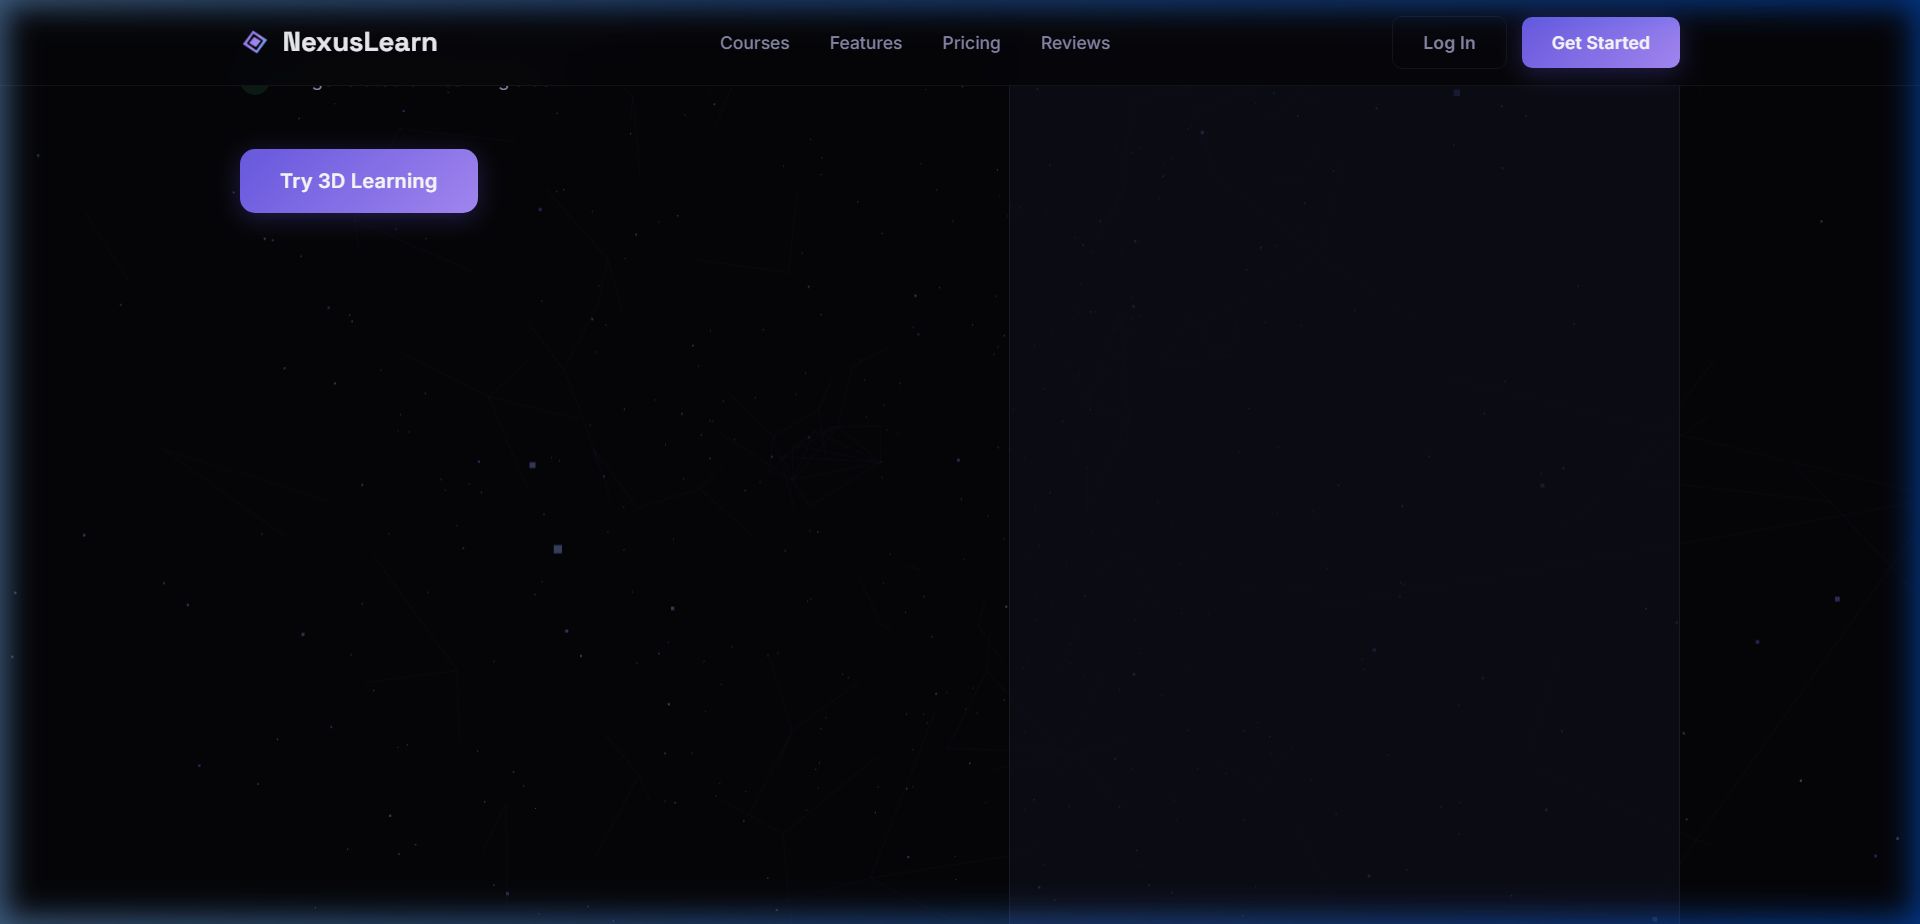 NexusLearn
Courses
Features
Pricing
Reviews
Log In
Get Started
Try 3D Learning